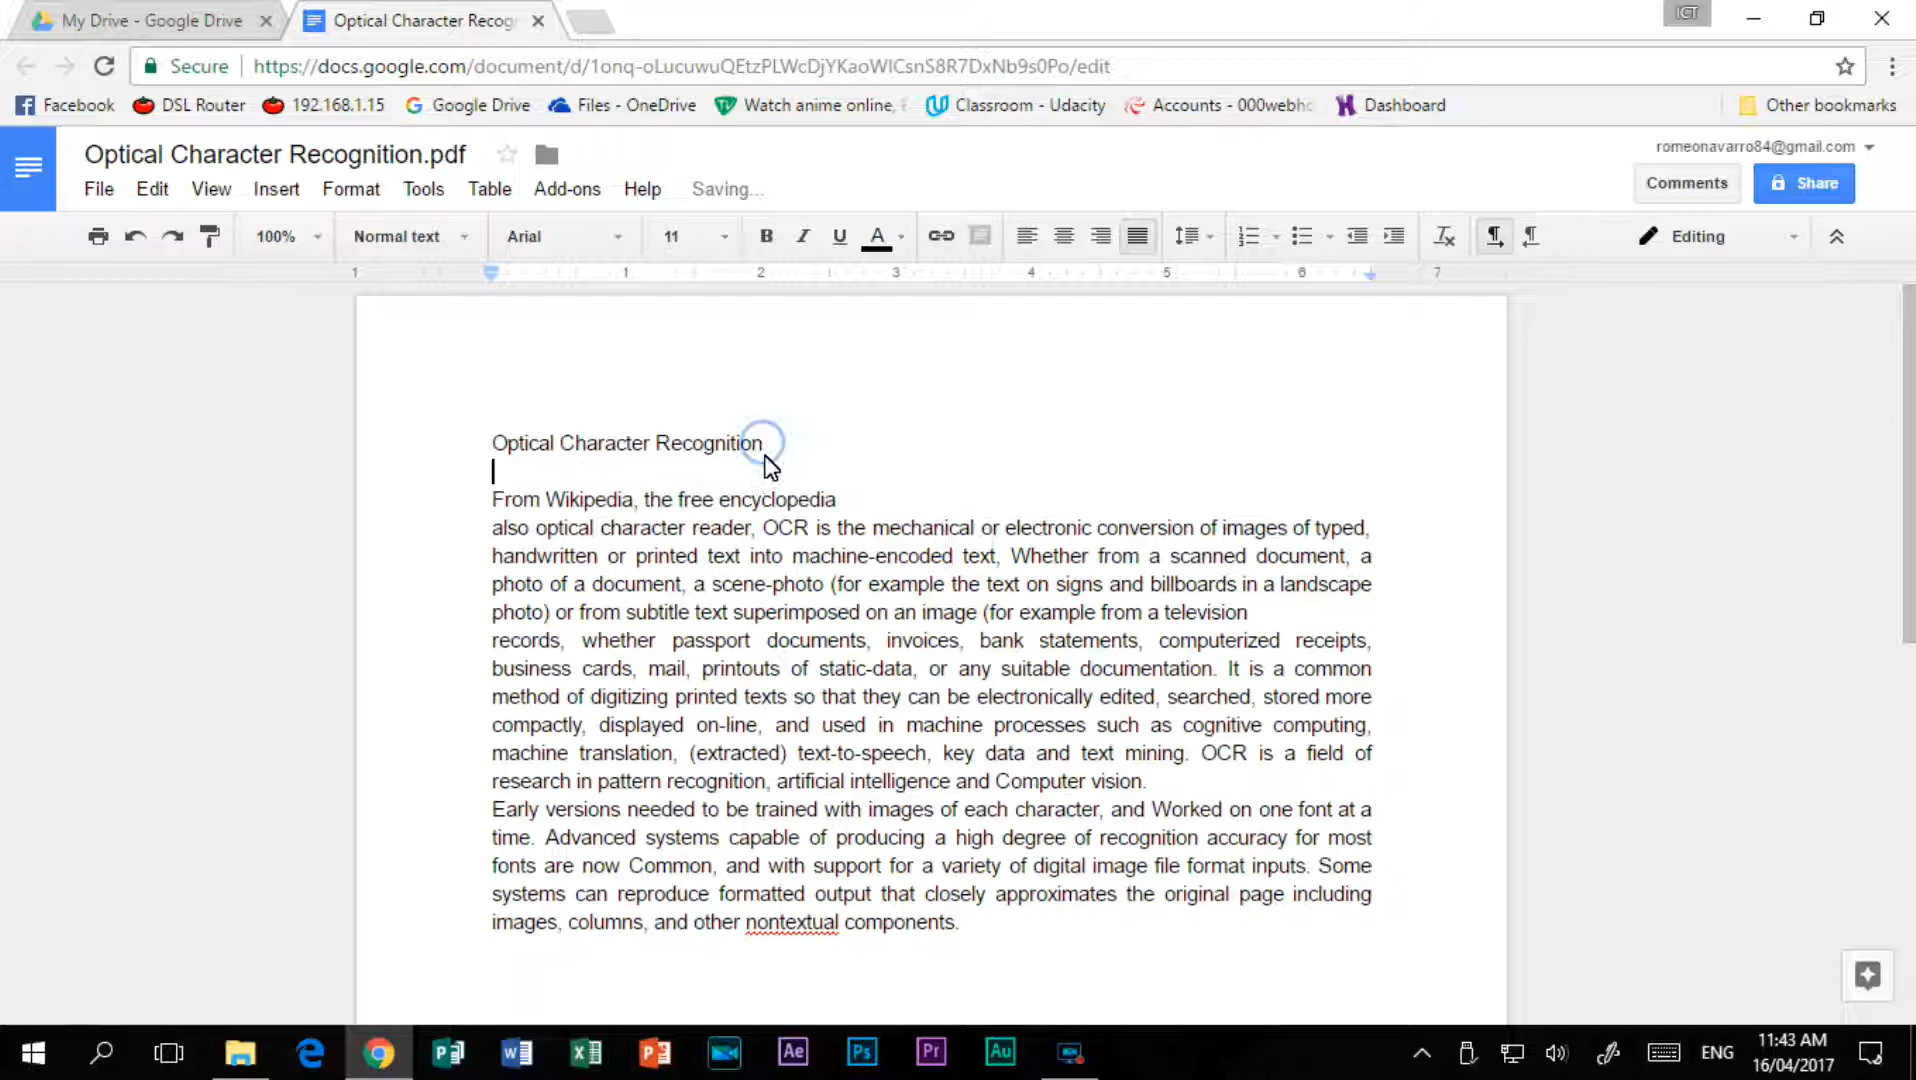 My Drive - Google Drive
Optical Character Recog
ICT
Secure
https://docs.google.com/document/d/1onq-oLucuwuQEtzPLWcDjYKaoWlCsnS8R7DxNb9s0Po/edit
Facebook
DSL Router
192.168.1.15
Google Drive
Files - OneDrive
Watch anime online,
Classroom - Udacity
Accounts - 000webho
Dashboard
Other bookmarks
Optical Character Recognition.pdf
romeonavarro84@gmail.com
File Edit View Insert Format Tools Table Add-ons Help Saving...
Comments
Share
100%
Normal text
Arial
11
B I U A
Editing
1 1 2 3 4 5 6 7
Optical Character Recognition
From Wikipedia, the free encyclopedia
also optical character reader, OCR is the mechanical or electronic conversion of images of typed,
handwritten or printed text into machine-encoded text, Whether from a scanned document, a
photo of a document, a scene-photo (for example the text on signs and billboards in a landscape
photo) or from subtitle text superimposed on an image (for example from a television
records, whether passport documents, invoices, bank statements, computerized receipts,
business cards, mail, printouts of static-data, or any suitable documentation. It is a common
method of digitizing printed texts so that they can be electronically edited, searched, stored more
compactly, displayed on-line, and used in machine processes such as cognitive computing,
machine translation, (extracted) text-to-speech, key data and text mining. OCR is a field of
research in pattern recognition, artificial intelligence and Computer vision.
Early versions needed to be trained with images of each character, and Worked on one font at a
time. Advanced systems capable of producing a high degree of recognition accuracy for most
fonts are now Common, and with support for a variety of digital image file format inputs. Some
systems can reproduce formatted output that closely approximates the original page including
images, columns, and other nontextual components.
Ae
Ps
Pr
Au
ENG
11:43 AM
16/04/2017